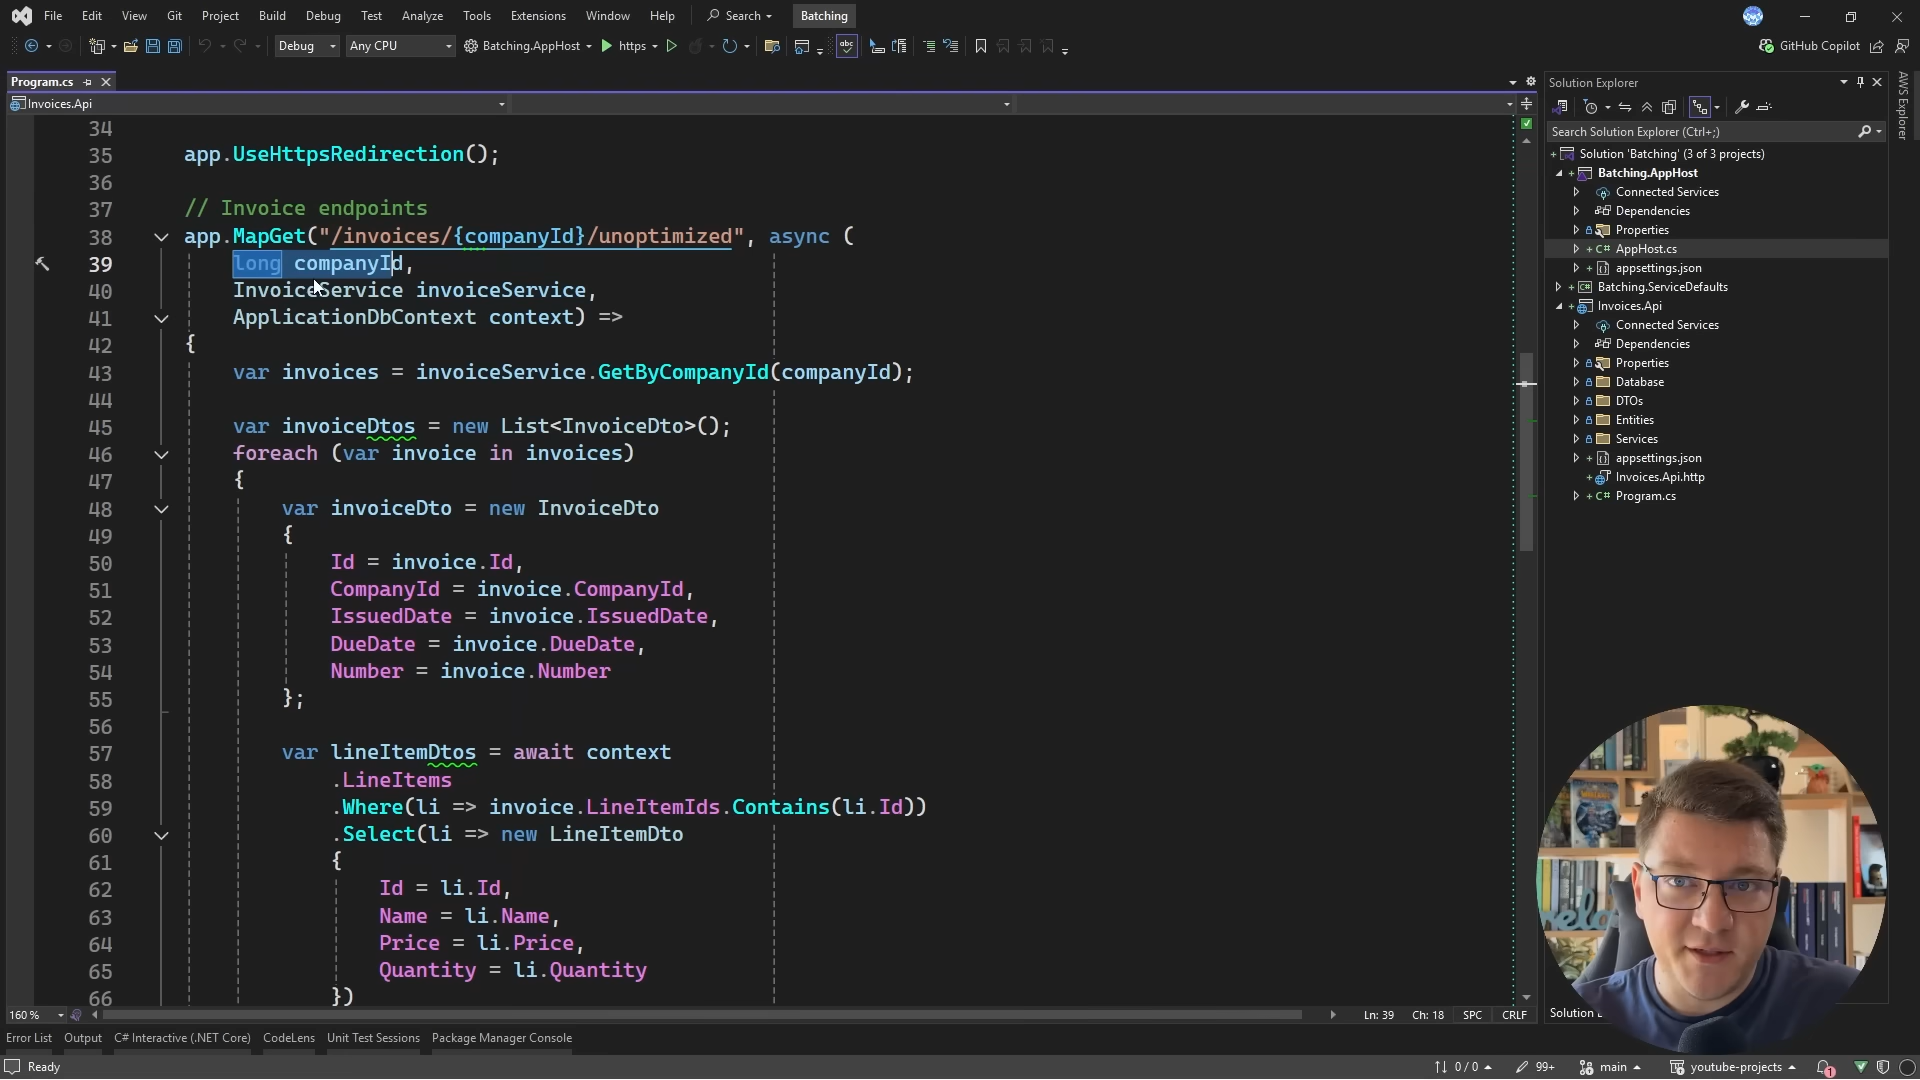 File Edit View Git Project Build Debug Test Analyze Tools Extensions Window Help Search Batching
Debug Any CPU Batching.AppHost https GitHub Copilot
Program.cs
Invoices.Api
34
35 app.UseHttpsRedirection();
36
37 // Invoice endpoints
38 app.MapGet("/invoices/{companyId}/unoptimized", async (
39 long companyId,
40 InvoiceService invoiceService,
41 ApplicationDbContext context) =>
42 {
43 var invoices = invoiceService.GetByCompanyId(companyId);
44
45 var invoiceDtos = new List<InvoiceDto>();
46 foreach (var invoice in invoices)
47 {
48 var invoiceDto = new InvoiceDto
49 {
50 Id = invoice.Id,
51 CompanyId = invoice.CompanyId,
52 IssuedDate = invoice.IssuedDate,
53 DueDate = invoice.DueDate,
54 Number = invoice.Number
55 };
56
57 var lineItemDtos = await context
58 .LineItems
59 .Where(li => invoice.LineItemIds.Contains(li.Id))
60 .Select(li => new LineItemDto
61 {
62 Id = li.Id,
63 Name = li.Name,
64 Price = li.Price,
65 Quantity = li.Quantity
66 })
160 % Ln: 39 Ch: 18 SPC CRLF
Error List Output C# Interactive (.NET Core) CodeLens Unit Test Sessions Package Manager Console
Ready 0 / 0 99+ main youtube-projects 1
Solution Explorer
Search Solution Explorer (Ctrl+;)
Solution 'Batching' (3 of 3 projects)
Batching.AppHost
Connected Services
Dependencies
Properties
C# AppHost.cs
appsettings.json
Batching.ServiceDefaults
Invoices.Api
Connected Services
Dependencies
Properties
Database
DTOs
Entities
Services
appsettings.json
Invoices.Api.http
C# Program.cs
Solution
AWS Explorer